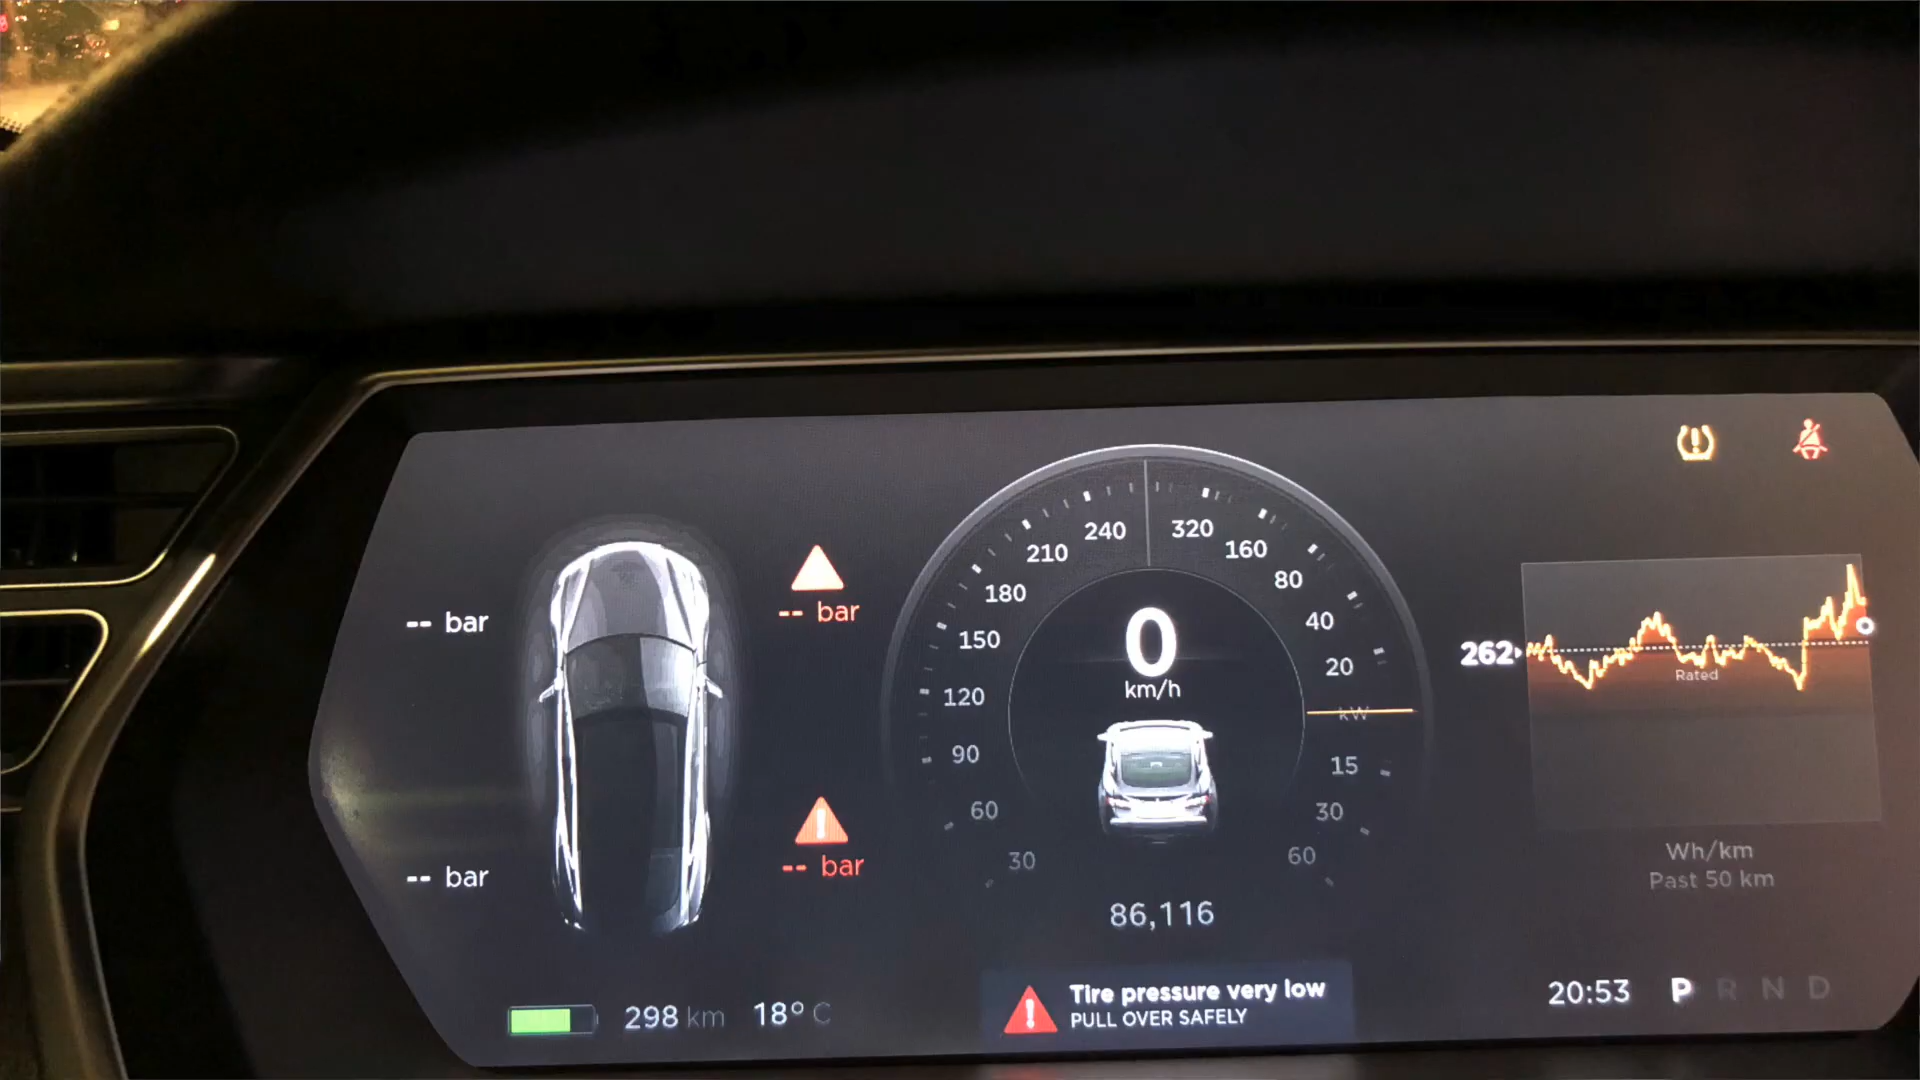 -- bar
-- bar
-- bar
-- bar
240
320
210
160
180
80
150
40
120
20
90
kW
60
15
30
30
60
0
km/h
86,116
262
Rated
Wh/km
Past 50 km
298 km
18° C
Tire pressure very low
PULL OVER SAFELY
20:53
P R N D